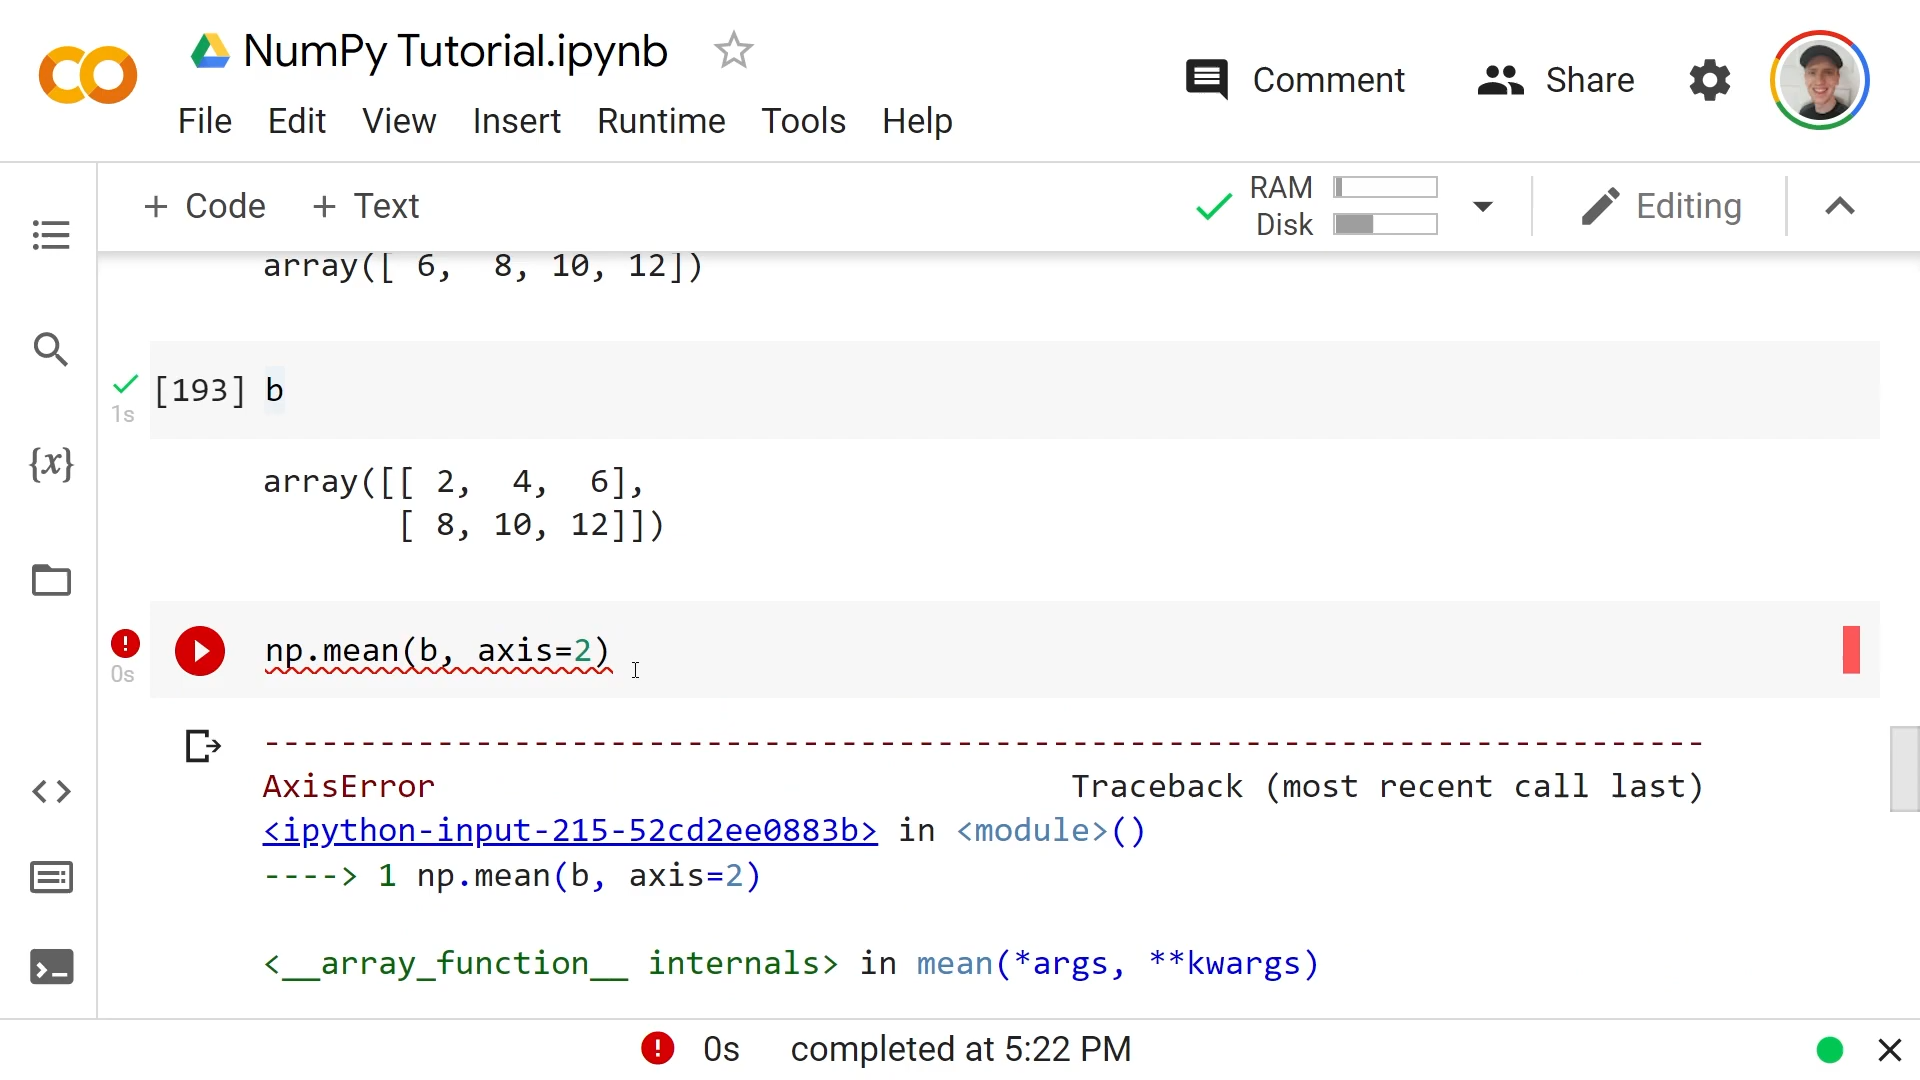 NumPy Tutorial.ipynb
Comment Share
File Edit View Insert Runtime Tools Help
+ Code + Text
RAM
Disk
Editing
array([ 6,  8, 10, 12])
[193] b
1s
{x}
array([[ 2,  4,  6],
[ 8, 10, 12]])
np.mean(b, axis=2)
0s
---------------------------------------------------------------------------
AxisError Traceback (most recent call last)
<ipython-input-215-52cd2ee0883b> in <module>()
----> 1 np.mean(b, axis=2)
<__array_function__ internals> in mean(*args, **kwargs)
0s completed at 5:22 PM